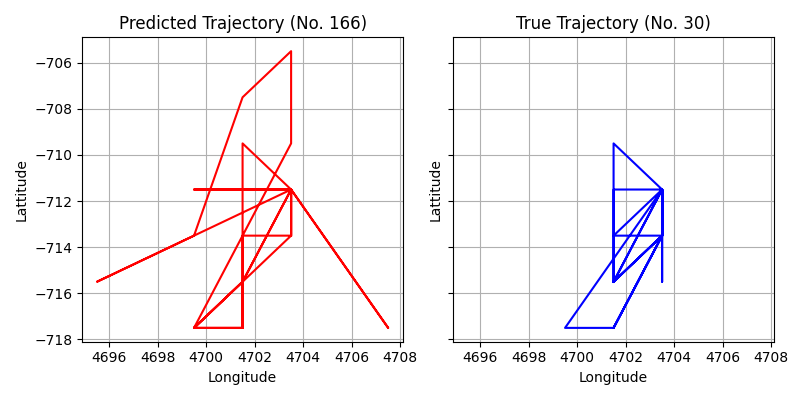 Predicted Trajectory (No. 166)
True Trajectory (No. 30)
−706
−708
−710
−712
−714
−716
−718
Lattitude
Lattitude
4696 4698 4700 4702 4704 4706 4708
4696 4698 4700 4702 4704 4706 4708
Longitude
Longitude